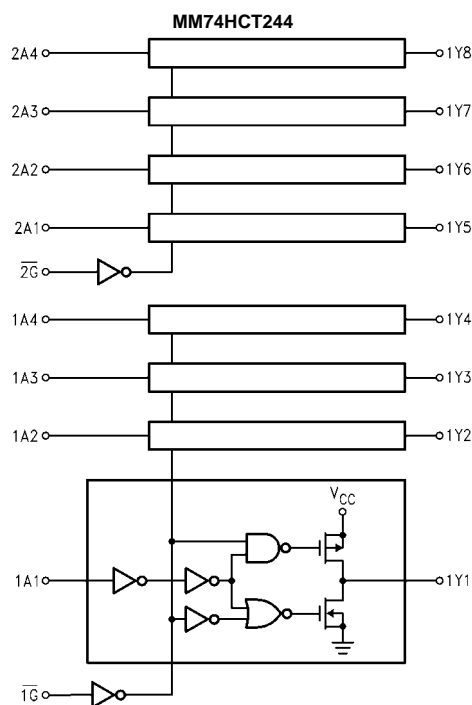 MM74HCT244
2A4 1Y8
2A3 1Y7
2A2 1Y6
2A1 1Y5
2G̅
1A4 1Y4
1A3 1Y3
1A2 1Y2
VCC
1A1 1Y1
1G̅